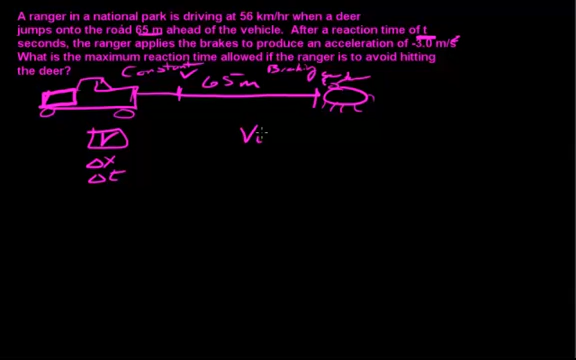 A ranger in a national park is driving at 56 km/hr when a deer
jumps onto the road 65 m ahead of the vehicle. After a reaction time of t
seconds, the ranger applies the brakes to produce an acceleration of -3.0 m/s
What is the maximum reaction time allowed if the ranger is to avoid hitting
the deer?
Constant V
65m
Braking
V
Δx
Δt
Vi